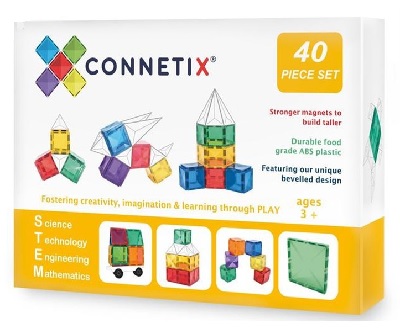 CONNETIX®
40
PIECE SET
Stronger magnets to
build taller
Durable food
grade ABS plastic
Featuring our unique
bevelled design
Fostering creativity, imagination & learning through PLAY
ages
3 +
Science
Technology
Engineering
Mathematics